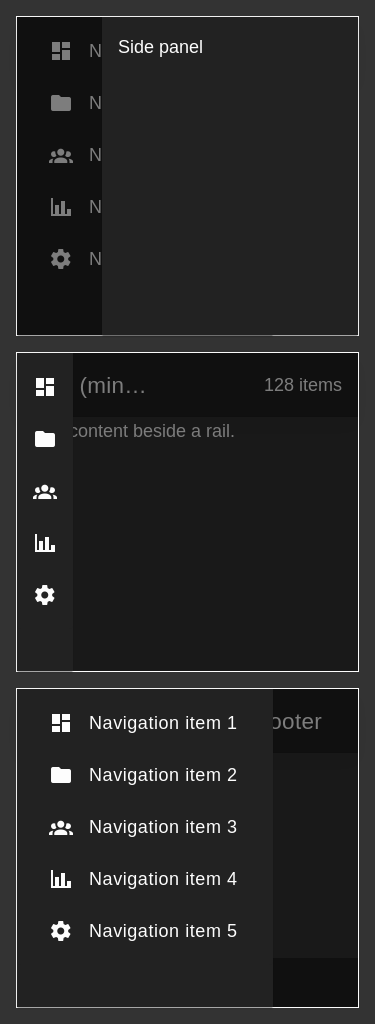 Side panel
N
N
N
N
N
(min…
128 items
content beside a rail.
ooter
Navigation item 1
Navigation item 2
Navigation item 3
Navigation item 4
Navigation item 5